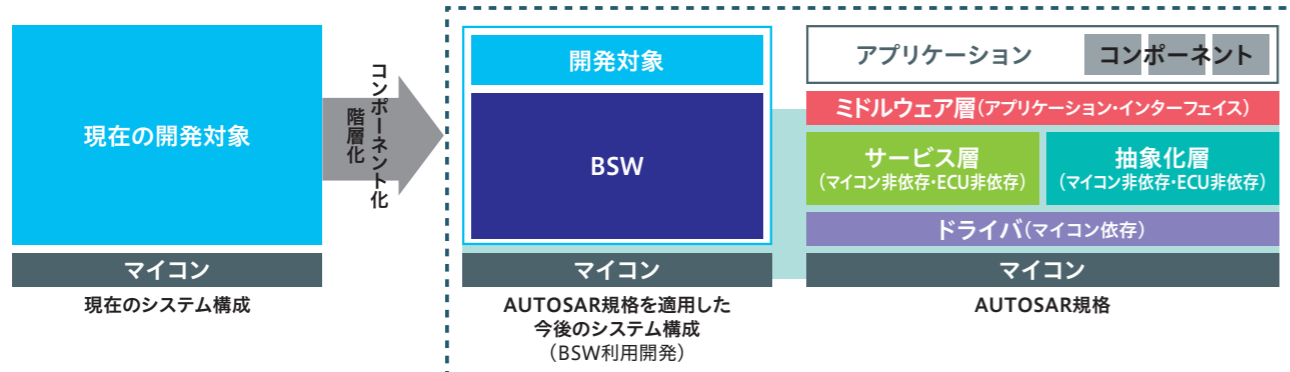 現在の開発対象
マイコン
現在のシステム構成
コンポーネント化
階層化
開発対象
BSW
マイコン
AUTOSAR規格を適用した
今後のシステム構成
（BSW利用開発）
アプリケーション
コンポーネント
ミドルウェア層（アプリケーション・インターフェイス）
サービス層
（マイコン非依存・ECU非依存）
抽象化層
（マイコン非依存・ECU非依存）
ドライバ（マイコン依存）
マイコン
AUTOSAR規格